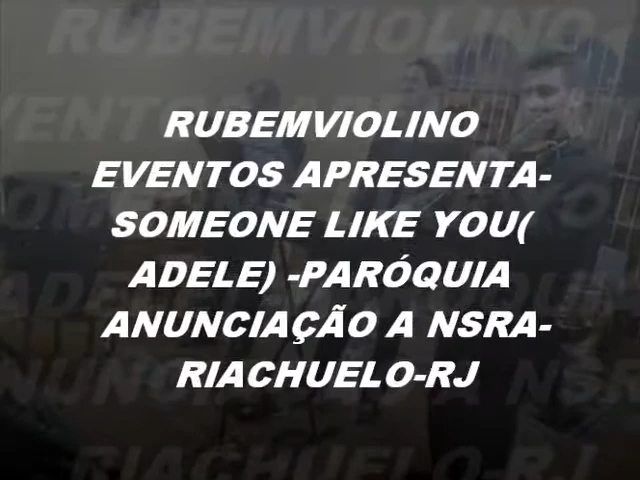 RUBEMVIOLINO
EVENTOS APRESENTA-
SOMEONE LIKE YOU(
ADELE) -PARÓQUIA
ANUNCIAÇÃO A NSRA-
RIACHUELO-RJ